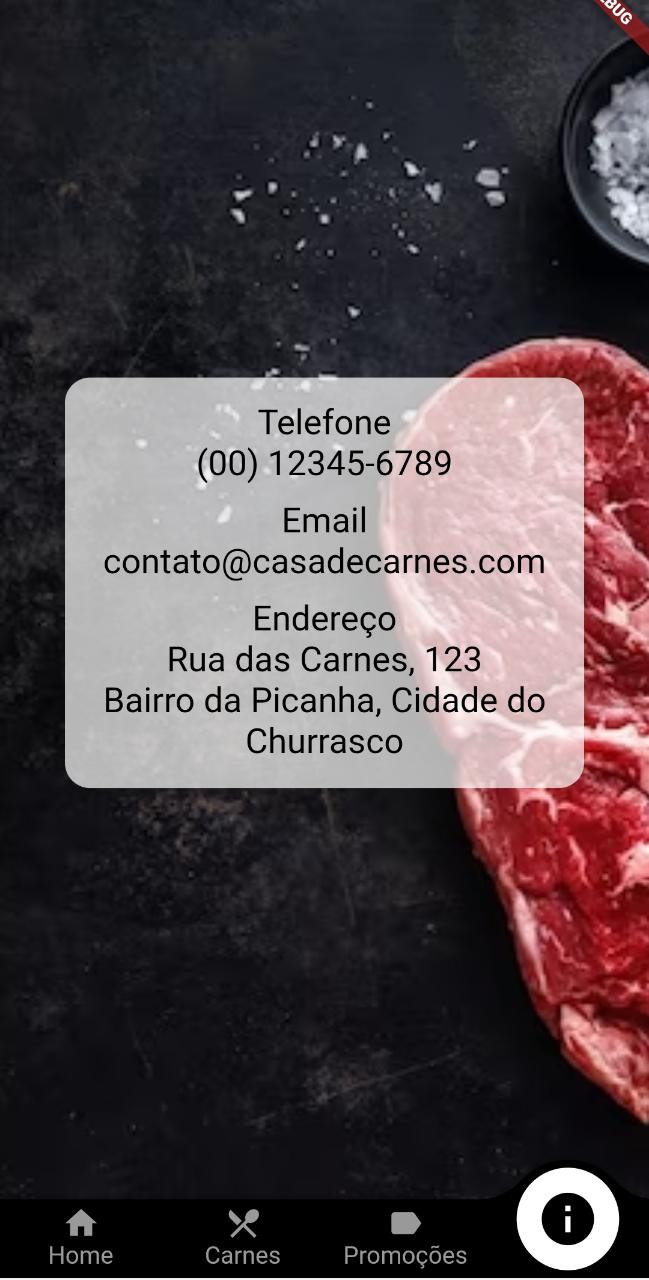 Telefone
(00) 12345-6789
Email
contato@casadecarnes.com
Endereço
Rua das Carnes, 123
Bairro da Picanha, Cidade do
Churrasco
Home
Carnes
Promoções